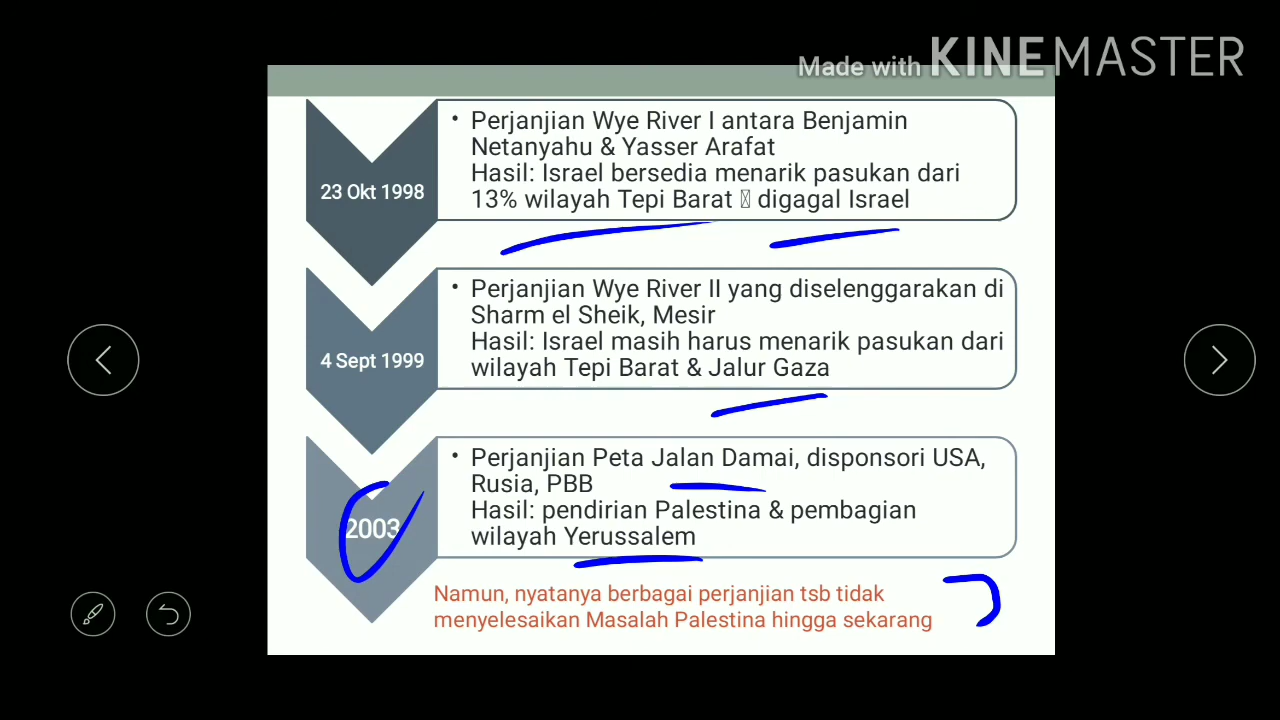 Made with KINEMASTER
• Perjanjian Wye River I antara Benjamin
Netanyahu & Yasser Arafat
Hasil: Israel bersedia menarik pasukan dari
13% wilayah Tepi Barat digagal Israel
23 Okt 1998
• Perjanjian Wye River II yang diselenggarakan di
Sharm el Sheik, Mesir
Hasil: Israel masih harus menarik pasukan dari
wilayah Tepi Barat & Jalur Gaza
4 Sept 1999
• Perjanjian Peta Jalan Damai, disponsori USA,
Rusia, PBB
Hasil: pendirian Palestina & pembagian
wilayah Yerussalem
2003
Namun, nyatanya berbagai perjanjian tsb tidak
menyelesaikan Masalah Palestina hingga sekarang